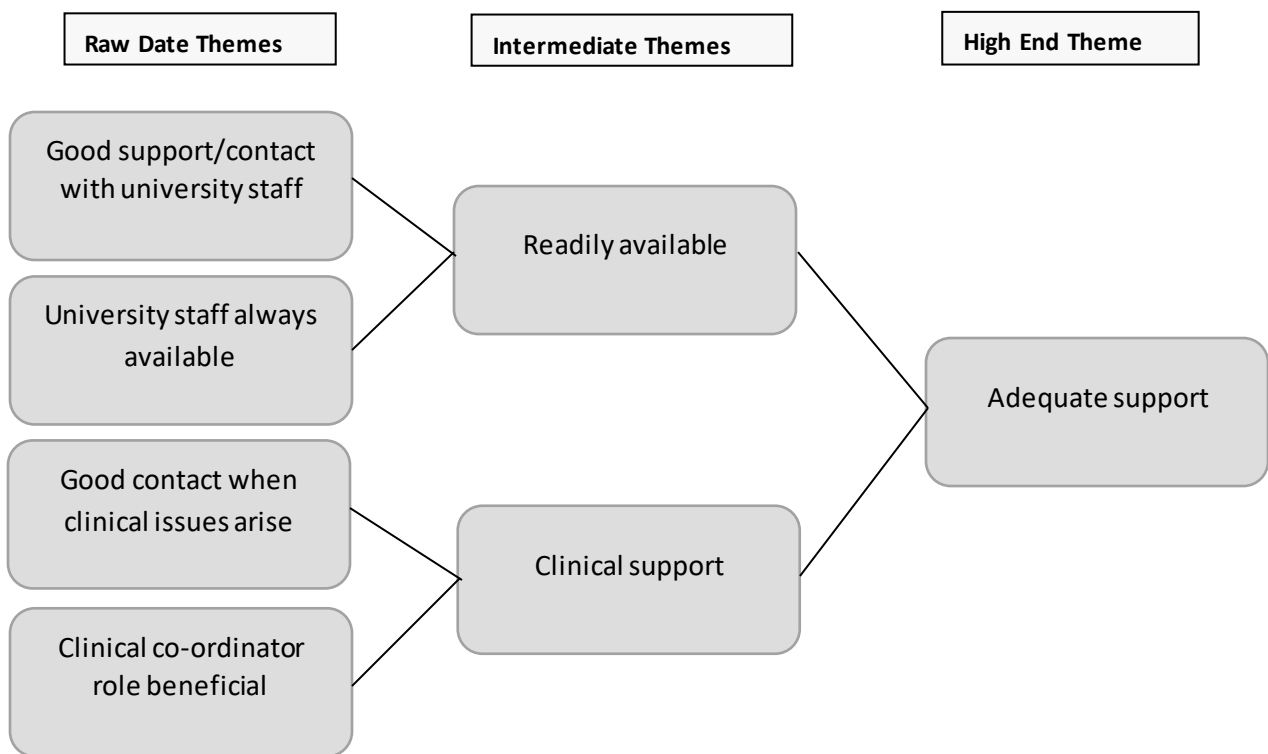 Raw Date Themes
Intermediate Themes
High End Theme
Good support/contact
with university staff
University staff always
available
Good contact when
clinical issues arise
Clinical co-ordinator
role beneficial
Readily available
Clinical support
Adequate support